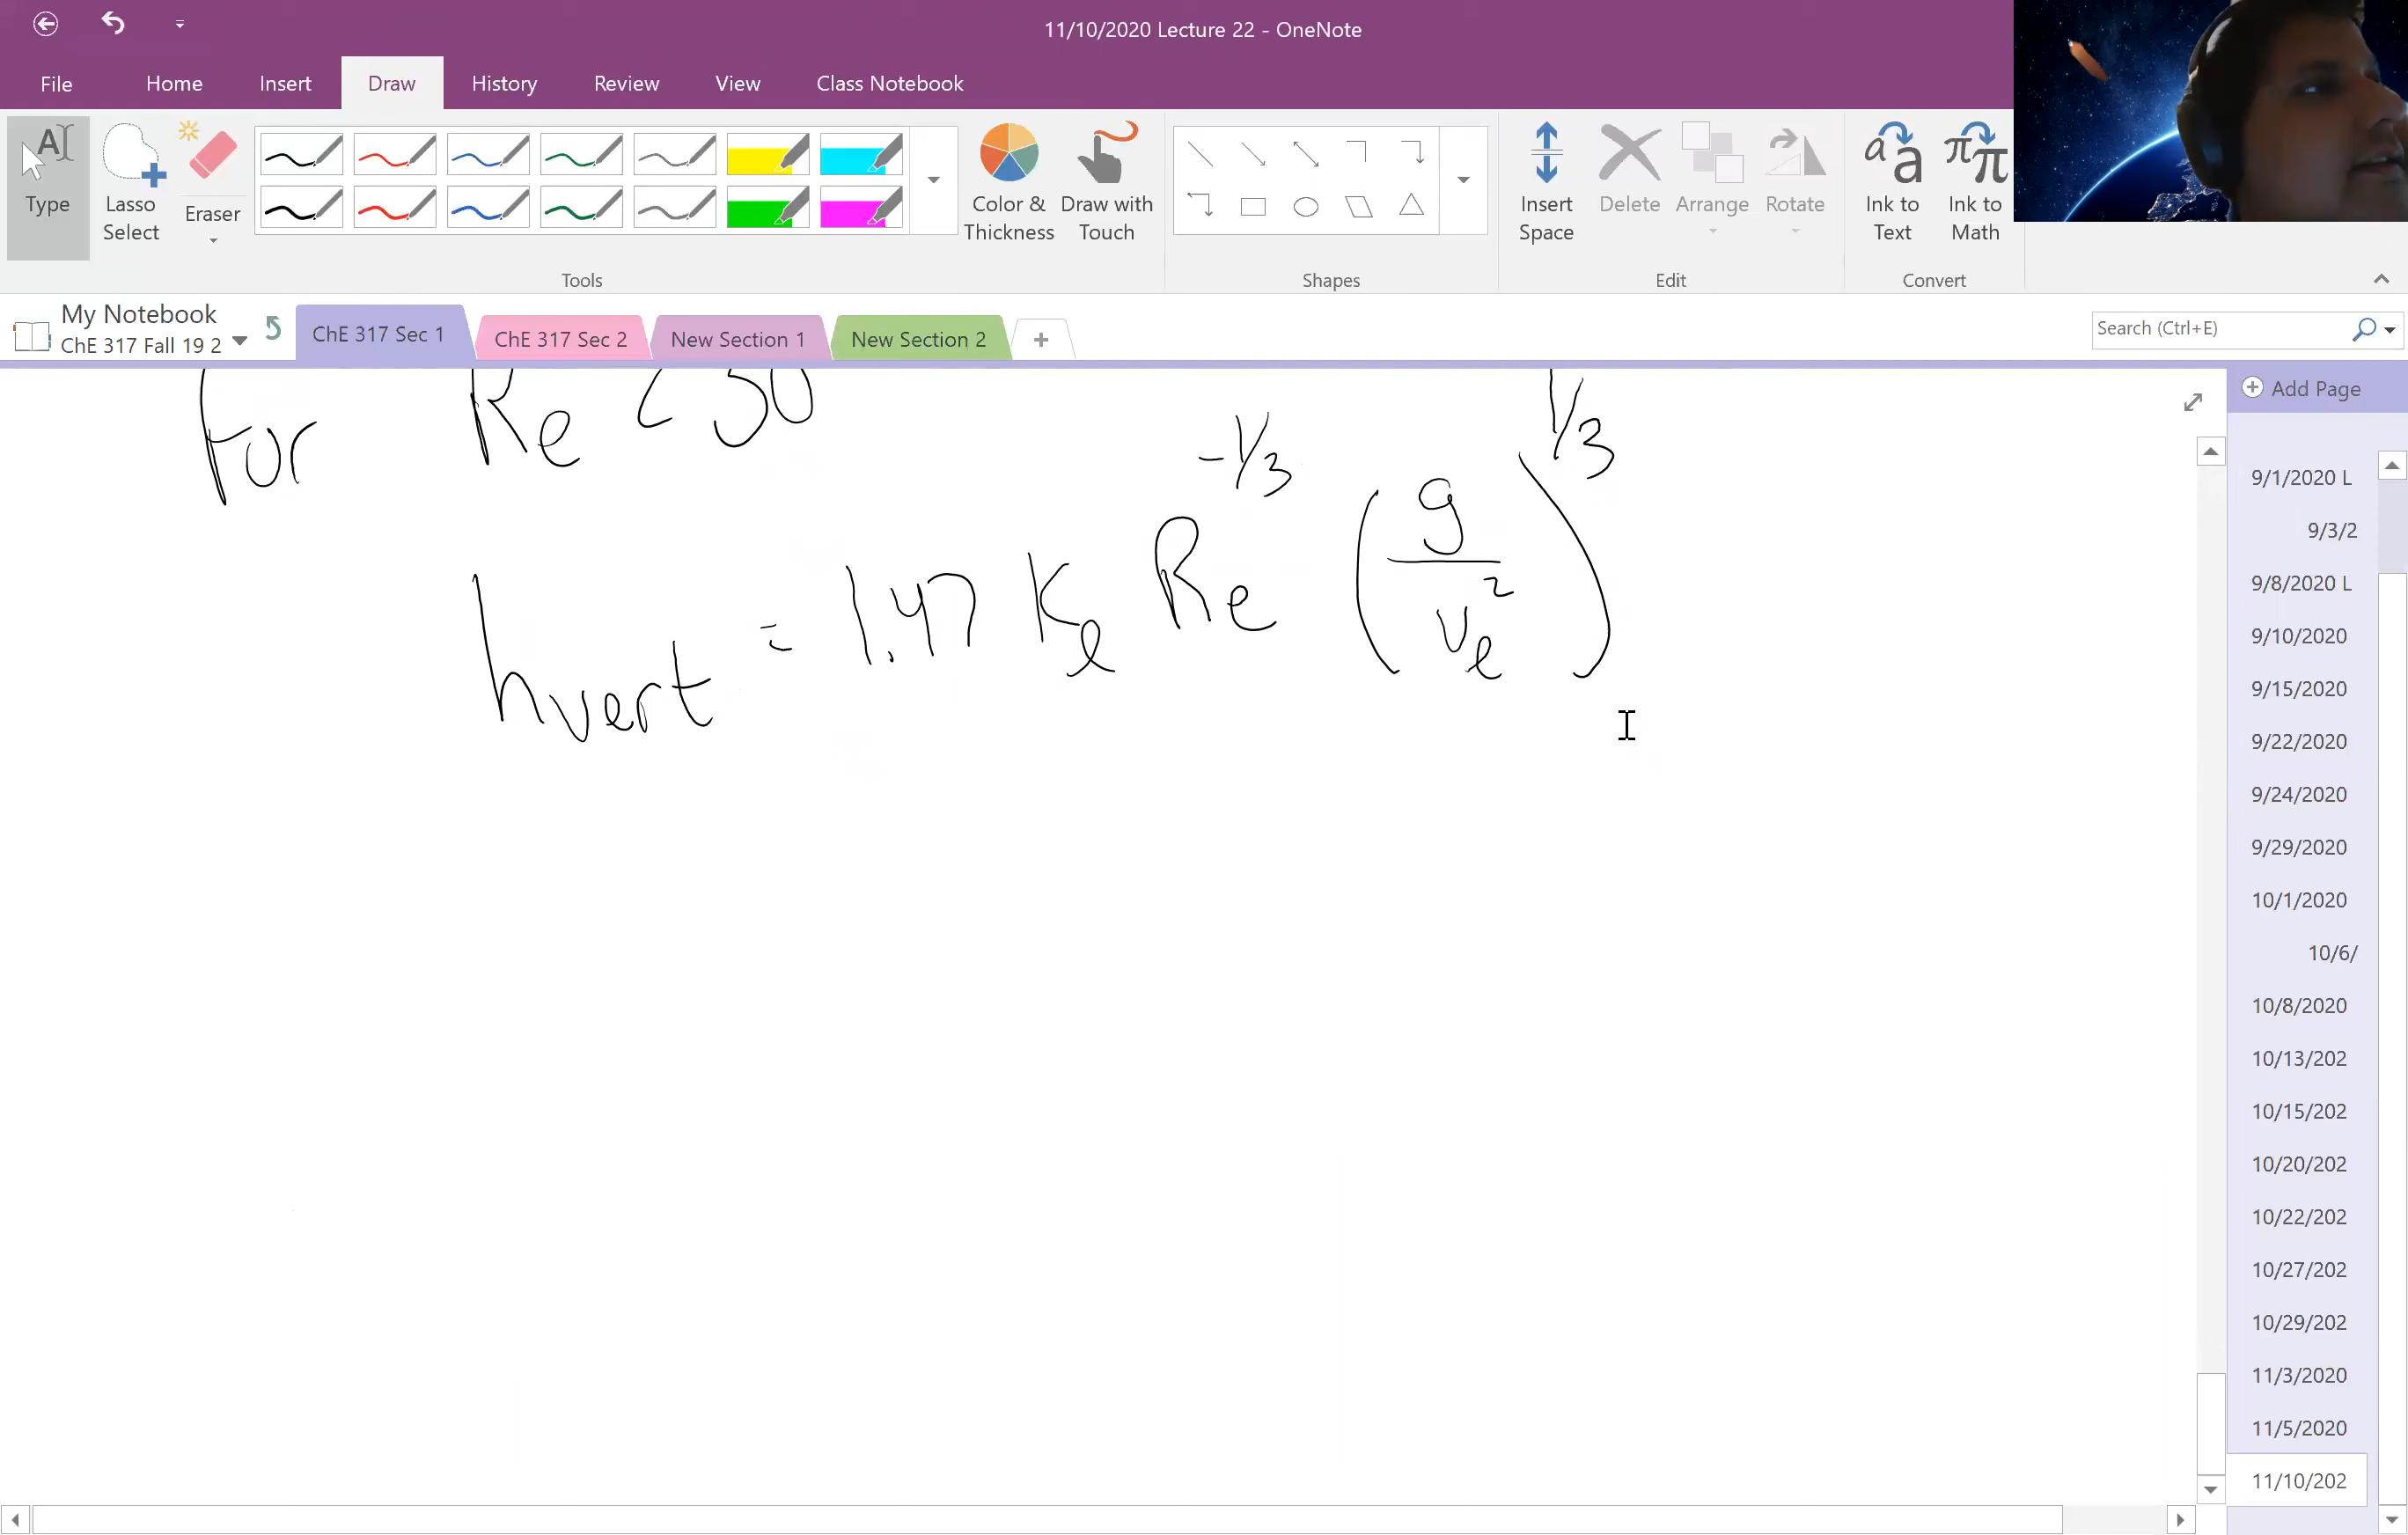 11/10/2020 Lecture 22 - OneNote
File Home Insert Draw History Review View Class Notebook
Type
Lasso Select
Eraser
Color & Thickness
Draw with Touch
Insert Space
Delete
Arrange
Rotate
Ink to Text
Ink to Math
Tools Shapes Edit Convert
My Notebook
ChE 317 Fall 19 2
ChE 317 Sec 1 ChE 317 Sec 2 New Section 1 New Section 2 +
Search (Ctrl+E)
Add Page
For Re < 30
h_vert = 1.47 K_l Re^(-1/3) (g / v_l^2)^(1/3)
9/1/2020 L
9/3/2
9/8/2020 L
9/10/2020
9/15/2020
9/22/2020
9/24/2020
9/29/2020
10/1/2020
10/6/
10/8/2020
10/13/202
10/15/202
10/20/202
10/22/202
10/27/202
10/29/202
11/3/2020
11/5/2020
11/10/202